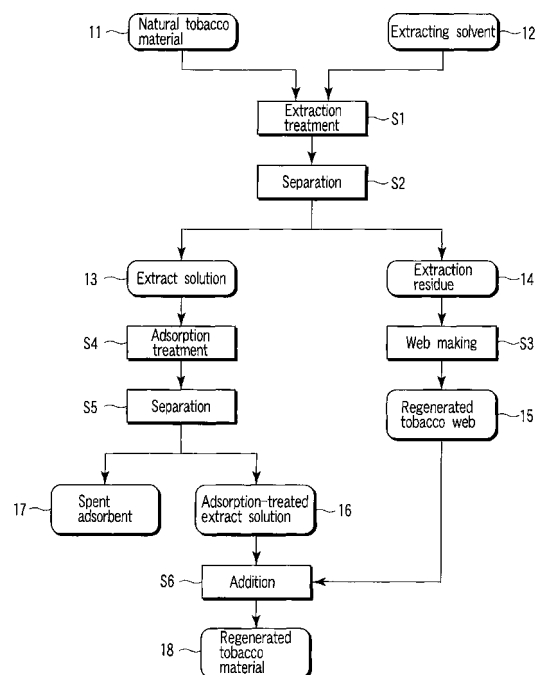 11
Natural tobacco
material
Extracting solvent
12
Extraction
treatment
S1
Separation
S2
13
Extract solution
Extraction
residue
14
S4
Adsorption
treatment
Web making
S3
S5
Separation
Regenerated
tobacco web
15
17
Spent
adsorbent
Adsorption-treated
extract solution
16
S6
Addition
18
Regenerated
tobacco
material